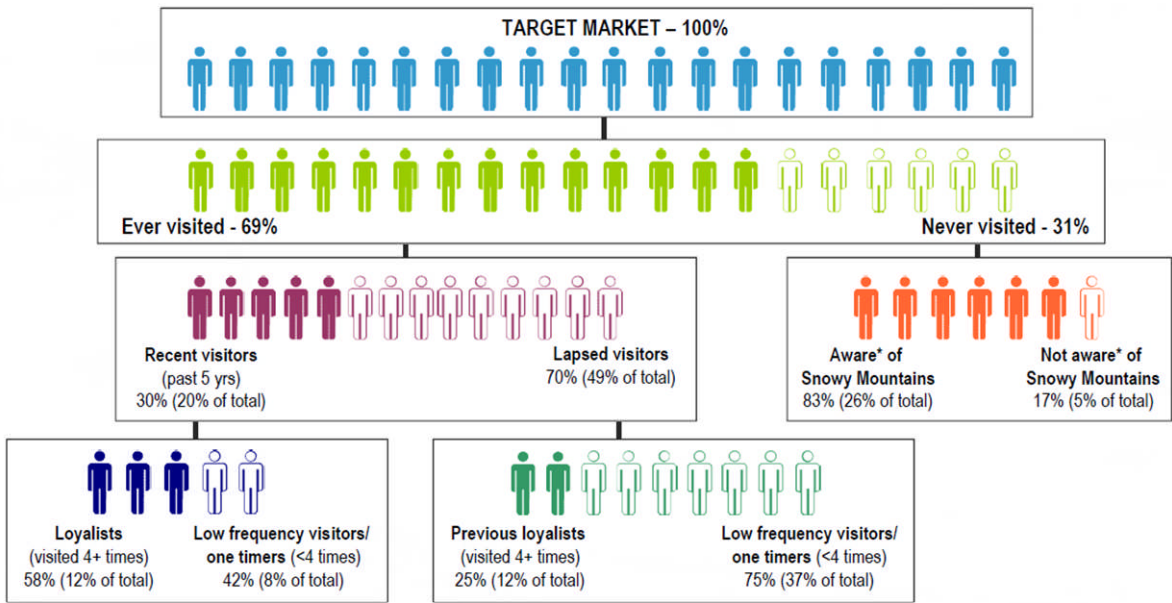 TARGET MARKET – 100%
Ever visited - 69%
Never visited - 31%
Recent visitors
(past 5 yrs)
30% (20% of total)
Lapsed visitors
70% (49% of total)
Aware* of
Snowy Mountains
83% (26% of total)
Not aware* of
Snowy Mountains
17% (5% of total)
Loyalists
(visited 4+ times)
58% (12% of total)
Low frequency visitors/
one timers (<4 times)
42% (8% of total)
Previous loyalists
(visited 4+ times)
25% (12% of total)
Low frequency visitors/
one timers (<4 times)
75% (37% of total)